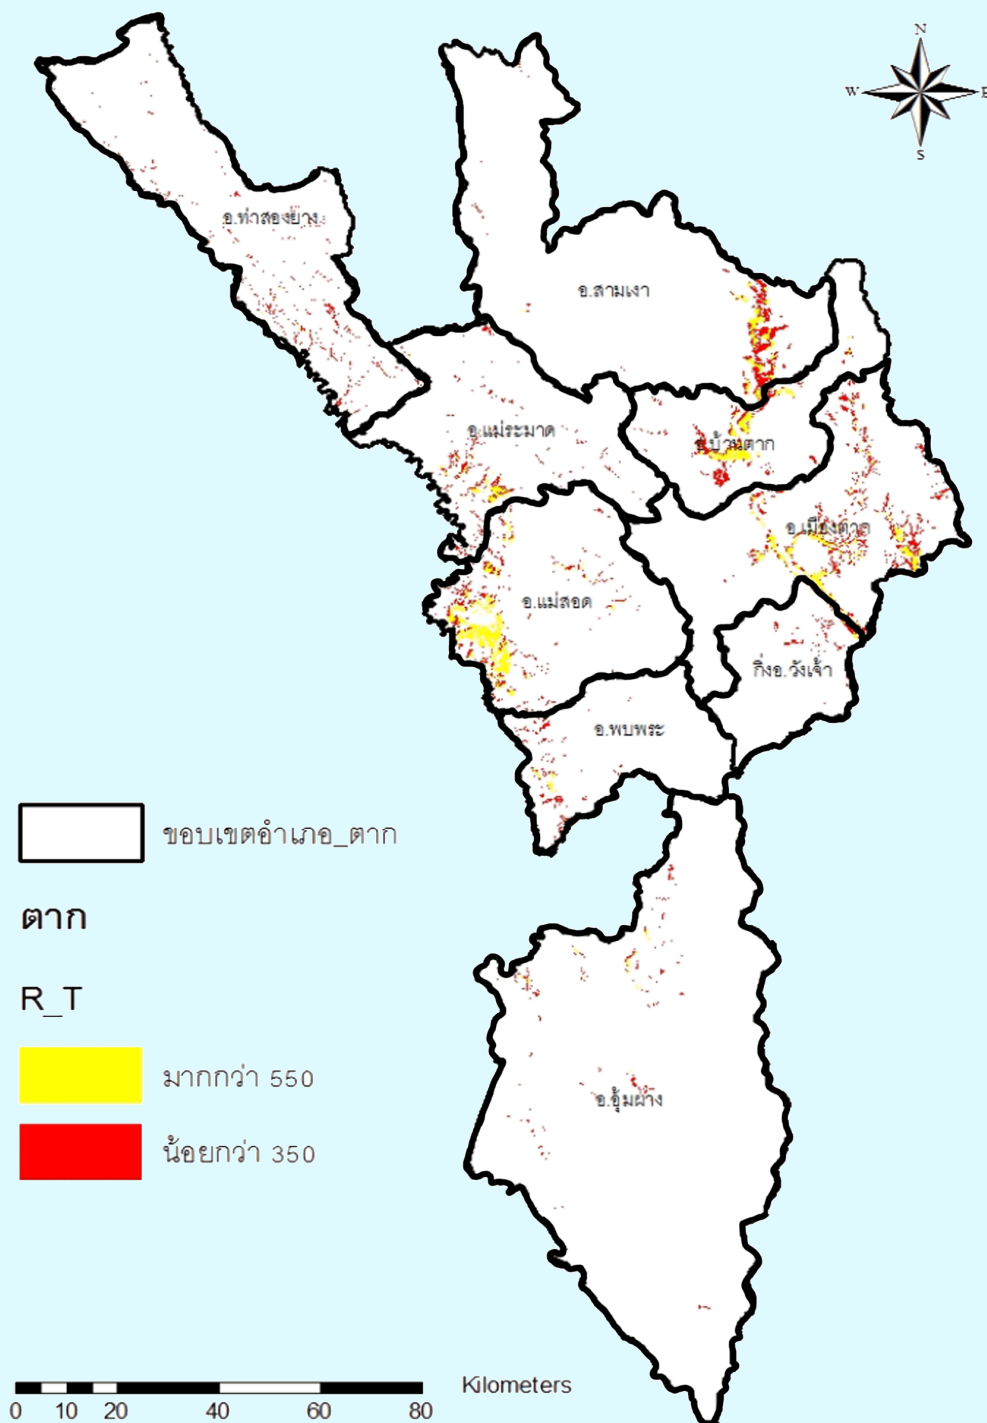 N
W
E
S
อ.ท่าสองยาง
อ.สามเงา
อ.แม่ระมาด
อ.บ้านตาก
อ.เมืองตาก
อ.แม่สอด
กิ่งอ.วังเจ้า
อ.พบพระ
ขอบเขตอำเภอ_ตาก
ตาก
R_T
มากกว่า 550
น้อยกว่า 350
อ.อุ้มผาง
Kilometers
0 10 20 40 60 80